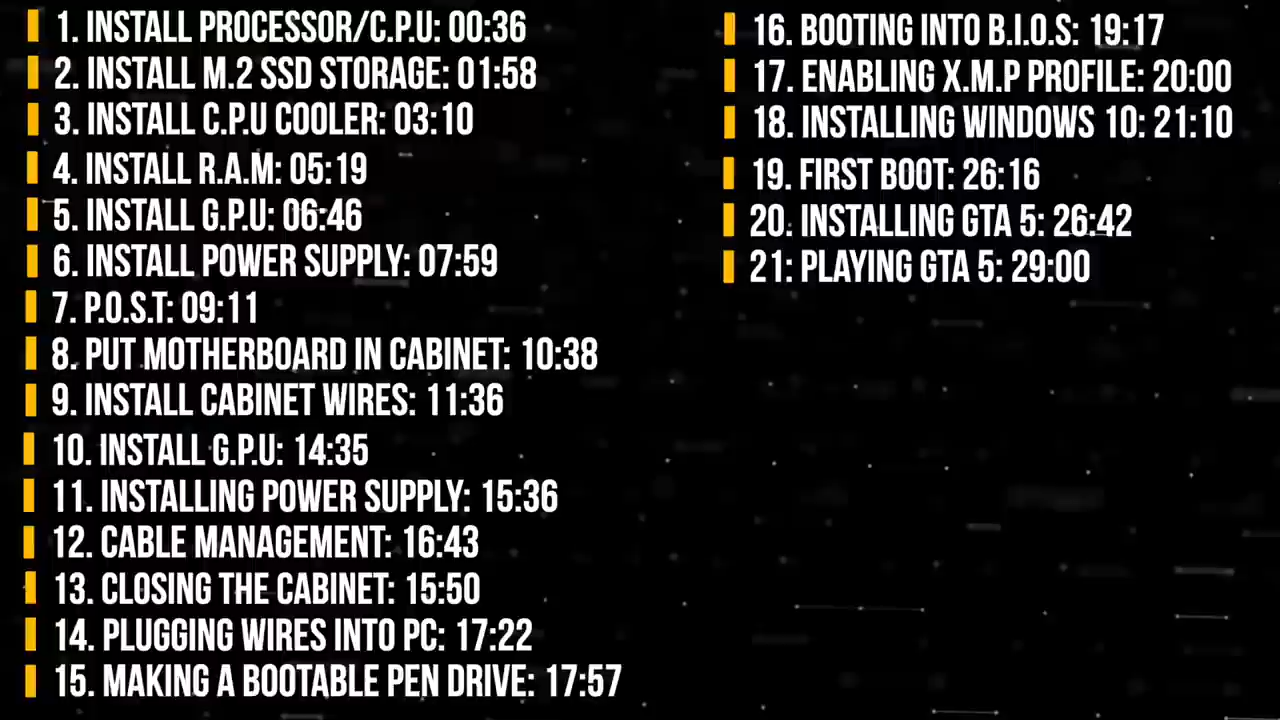 1. INSTALL PROCESSOR/C.P.U: 00:36
2. INSTALL M.2 SSD STORAGE: 01:58
3. INSTALL C.P.U COOLER: 03:10
4. INSTALL R.A.M: 05:19
5. INSTALL G.P.U: 06:46
6. INSTALL POWER SUPPLY: 07:59
7. P.O.S.T: 09:11
8. PUT MOTHERBOARD IN CABINET: 10:38
9. INSTALL CABINET WIRES: 11:36
10. INSTALL G.P.U: 14:35
11. INSTALLING POWER SUPPLY: 15:36
12. CABLE MANAGEMENT: 16:43
13. CLOSING THE CABINET: 15:50
14. PLUGGING WIRES INTO PC: 17:22
15. MAKING A BOOTABLE PEN DRIVE: 17:57
16. BOOTING INTO B.I.O.S: 19:17
17. ENABLING X.M.P PROFILE: 20:00
18. INSTALLING WINDOWS 10: 21:10
19. FIRST BOOT: 26:16
20. INSTALLING GTA 5: 26:42
21: PLAYING GTA 5: 29:00